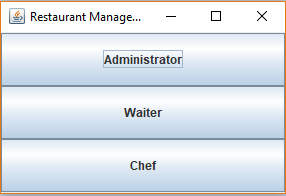 Restaurant Manage...
Administrator
Waiter
Chef